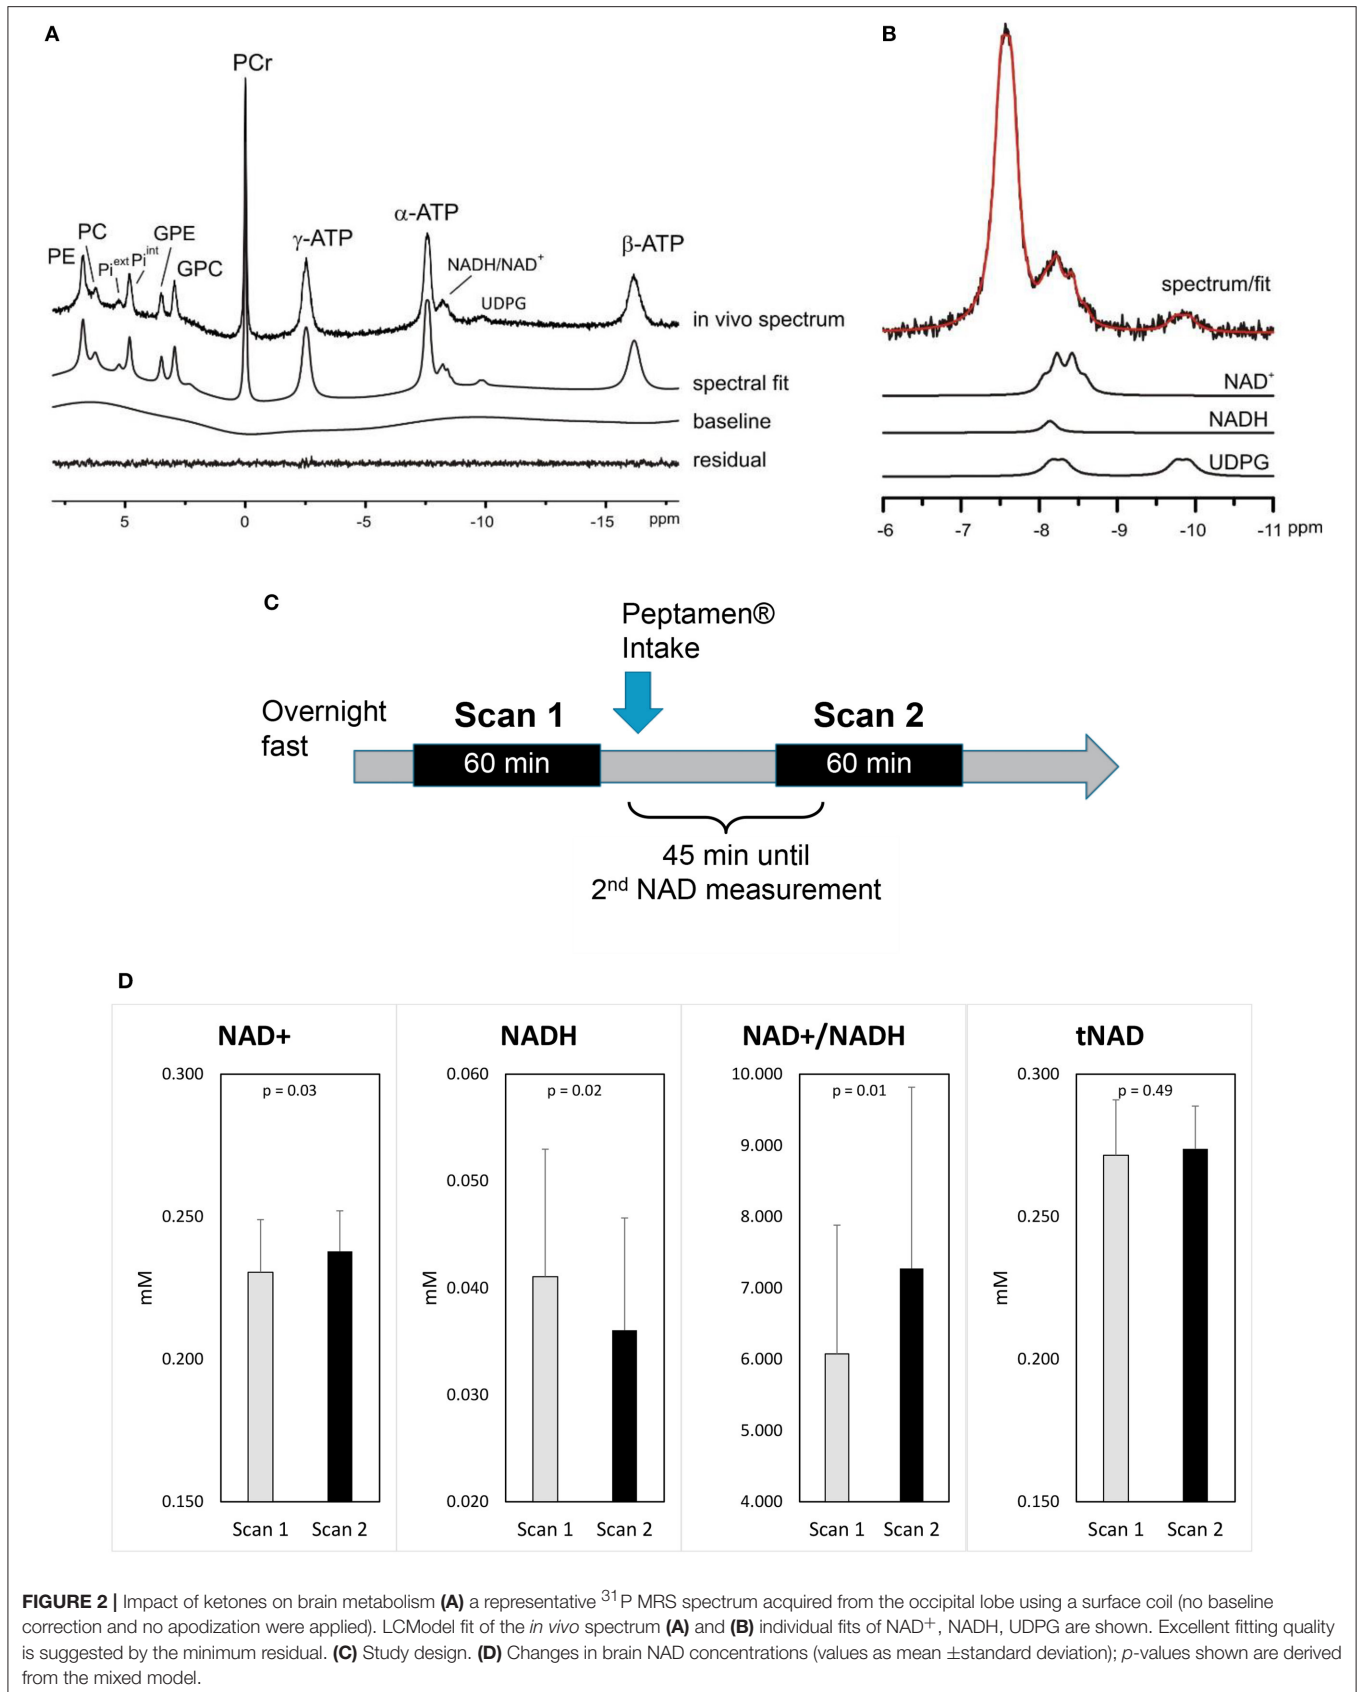 A
PCr
PE
PC
Pi^ext
Pi^int
GPE
GPC
γ-ATP
α-ATP
NADH/NAD⁺
UDPG
β-ATP
in vivo spectrum
spectral fit
baseline
residual
5 0 -5 -10 -15 ppm
B
spectrum/fit
NAD⁺
NADH
UDPG
-6 -7 -8 -9 -10 -11 ppm
C
Peptamen®
Intake
Overnight
fast
Scan 1
Scan 2
60 min
60 min
45 min until
2nd NAD measurement
D
NAD+
p = 0.03
0.300
0.250
0.200
0.150
mM
Scan 1 Scan 2
NADH
p = 0.02
0.060
0.050
0.040
0.030
0.020
mM
Scan 1 Scan 2
NAD+/NADH
p = 0.01
10.000
9.000
8.000
7.000
6.000
5.000
4.000
Scan 1 Scan 2
tNAD
p = 0.49
0.300
0.250
0.200
0.150
mM
Scan 1 Scan 2
FIGURE 2 | Impact of ketones on brain metabolism (A) a representative ³¹P MRS spectrum acquired from the occipital lobe using a surface coil (no baseline
correction and no apodization were applied). LCModel fit of the in vivo spectrum (A) and (B) individual fits of NAD⁺, NADH, UDPG are shown. Excellent fitting quality
is suggested by the minimum residual. (C) Study design. (D) Changes in brain NAD concentrations (values as mean ±standard deviation); p-values shown are derived
from the mixed model.